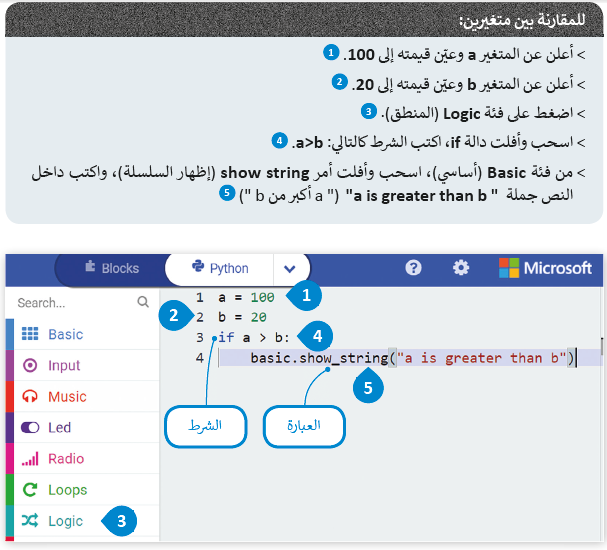 للمقارنة بين متغيرين:
> أعلن عن المتغير a وعيّن قيمته إلى 100. 1
> أعلن عن المتغير b وعيّن قيمته إلى 20. 2
> اضغط على فئة Logic (المنطق). 3
> اسحب وأفلت دالة if، اكتب الشرط كالتالي: a>b. 4
> من فئة Basic (أساسي)، اسحب وأفلت أمر show string (إظهار السلسلة)، واكتب داخل
النص جملة "a is greater than b " (" a أكبر من b ") 5
Blocks Python ? Microsoft
Search...
Basic
Input
Music
Led
Radio
Loops
Logic 3
1 a = 100 1
2 2 b = 20
3 if a > b: 4
4 basic.show_string("a is greater than b")
5
الشرط العبارة